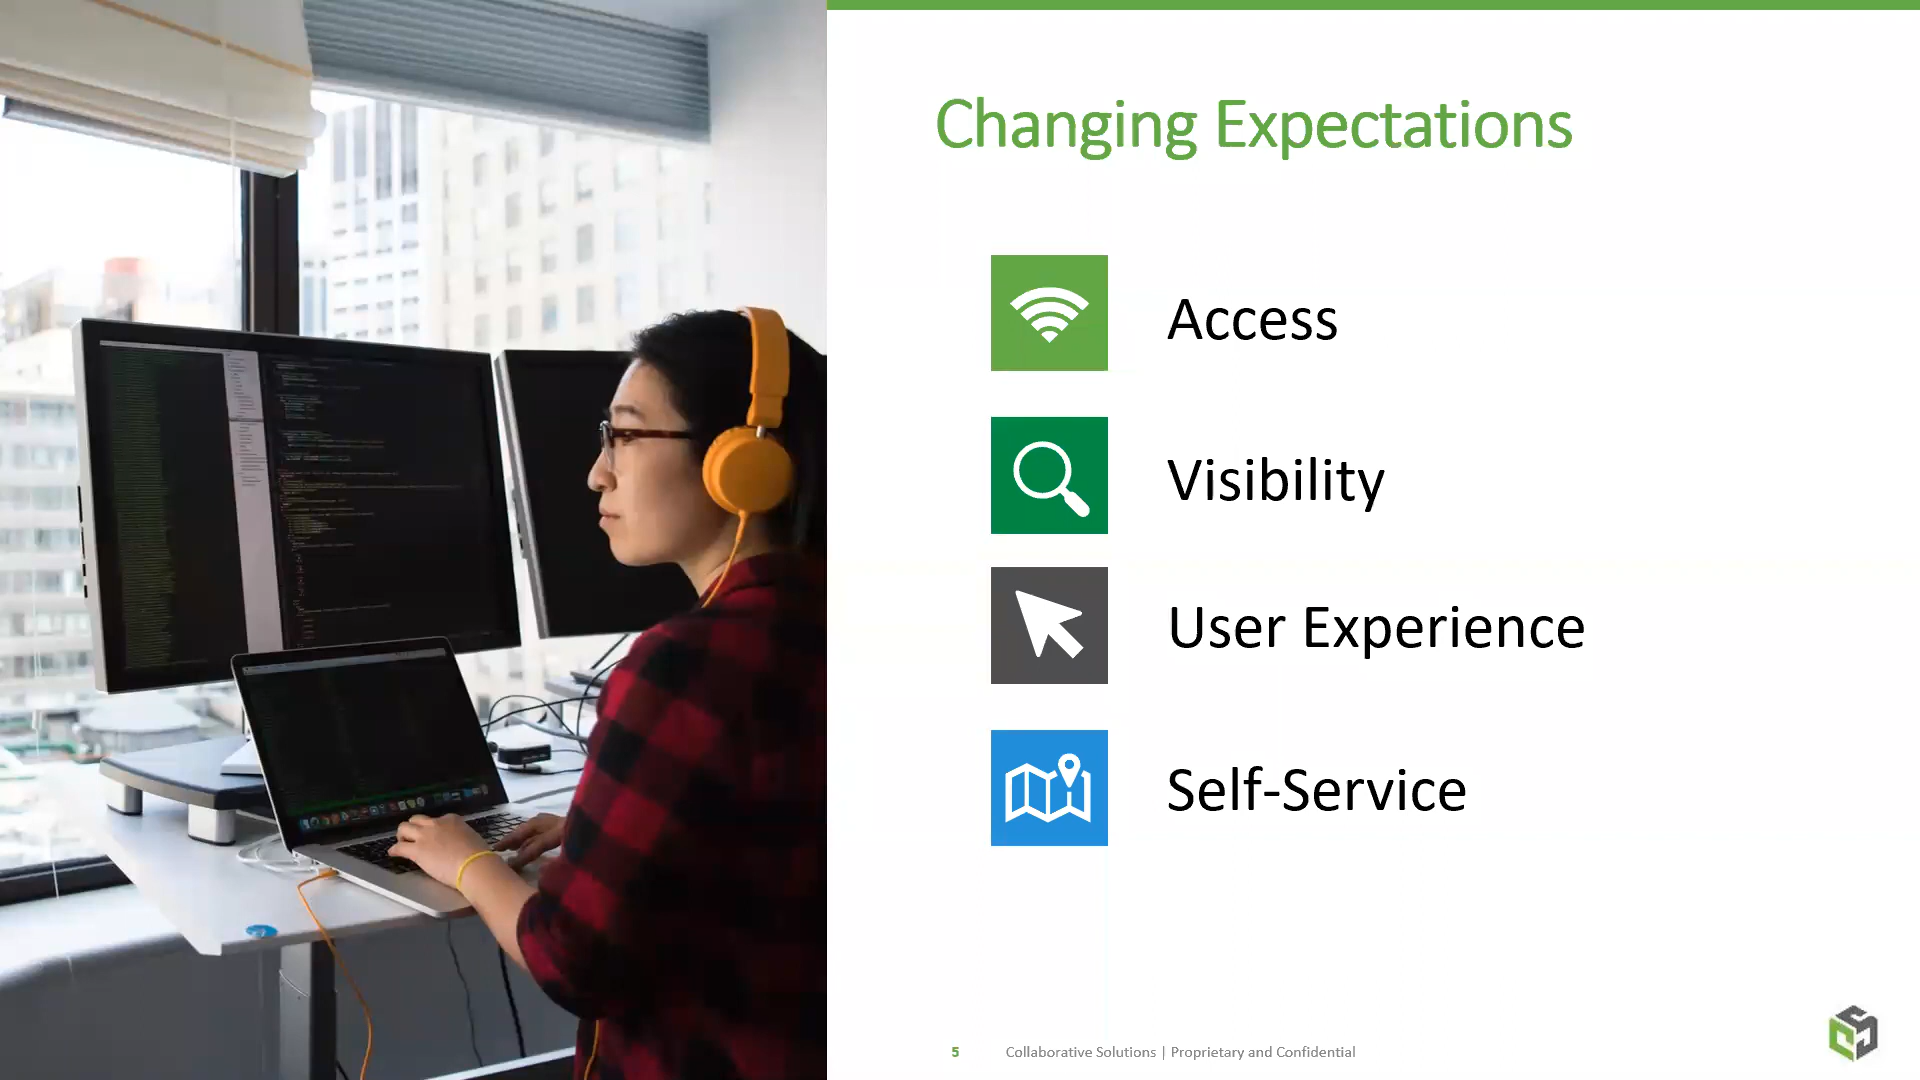 Changing Expectations
Access
Visibility
User Experience
Self-Service
5
Collaborative Solutions | Proprietary and Confidential